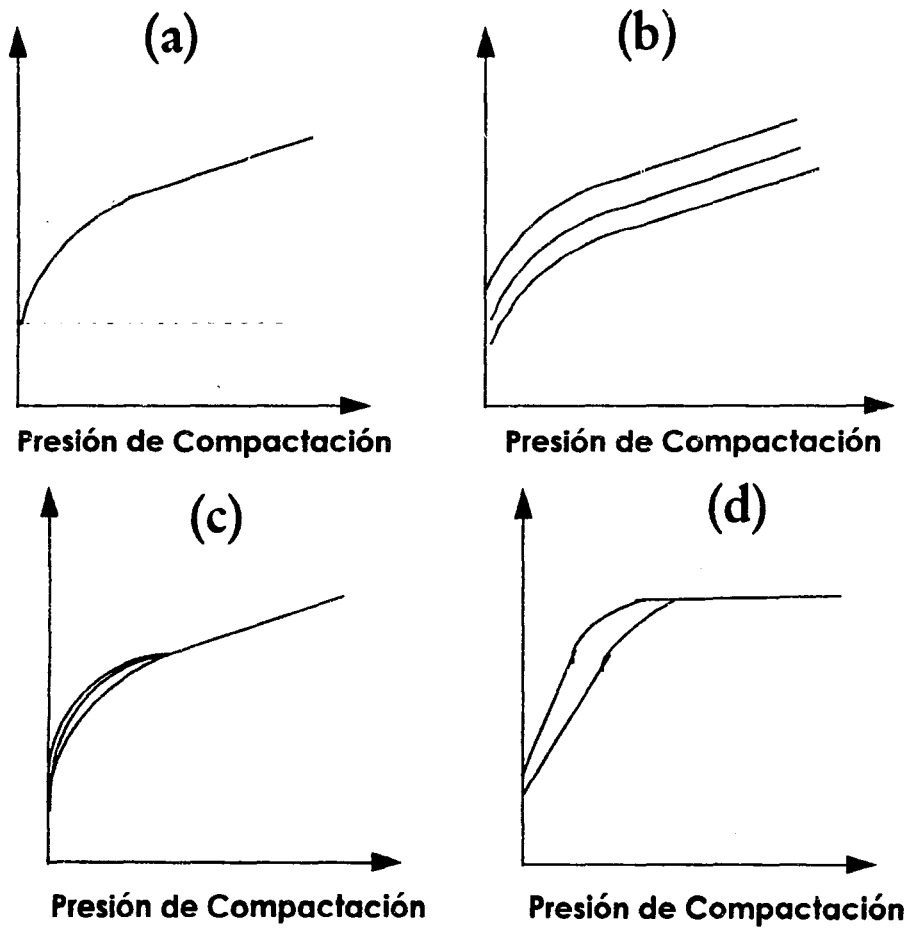 (a)
(b)
Presión de Compactación
Presión de Compactación
(c)
(d)
Presión de Compactación
Presión de Compactación